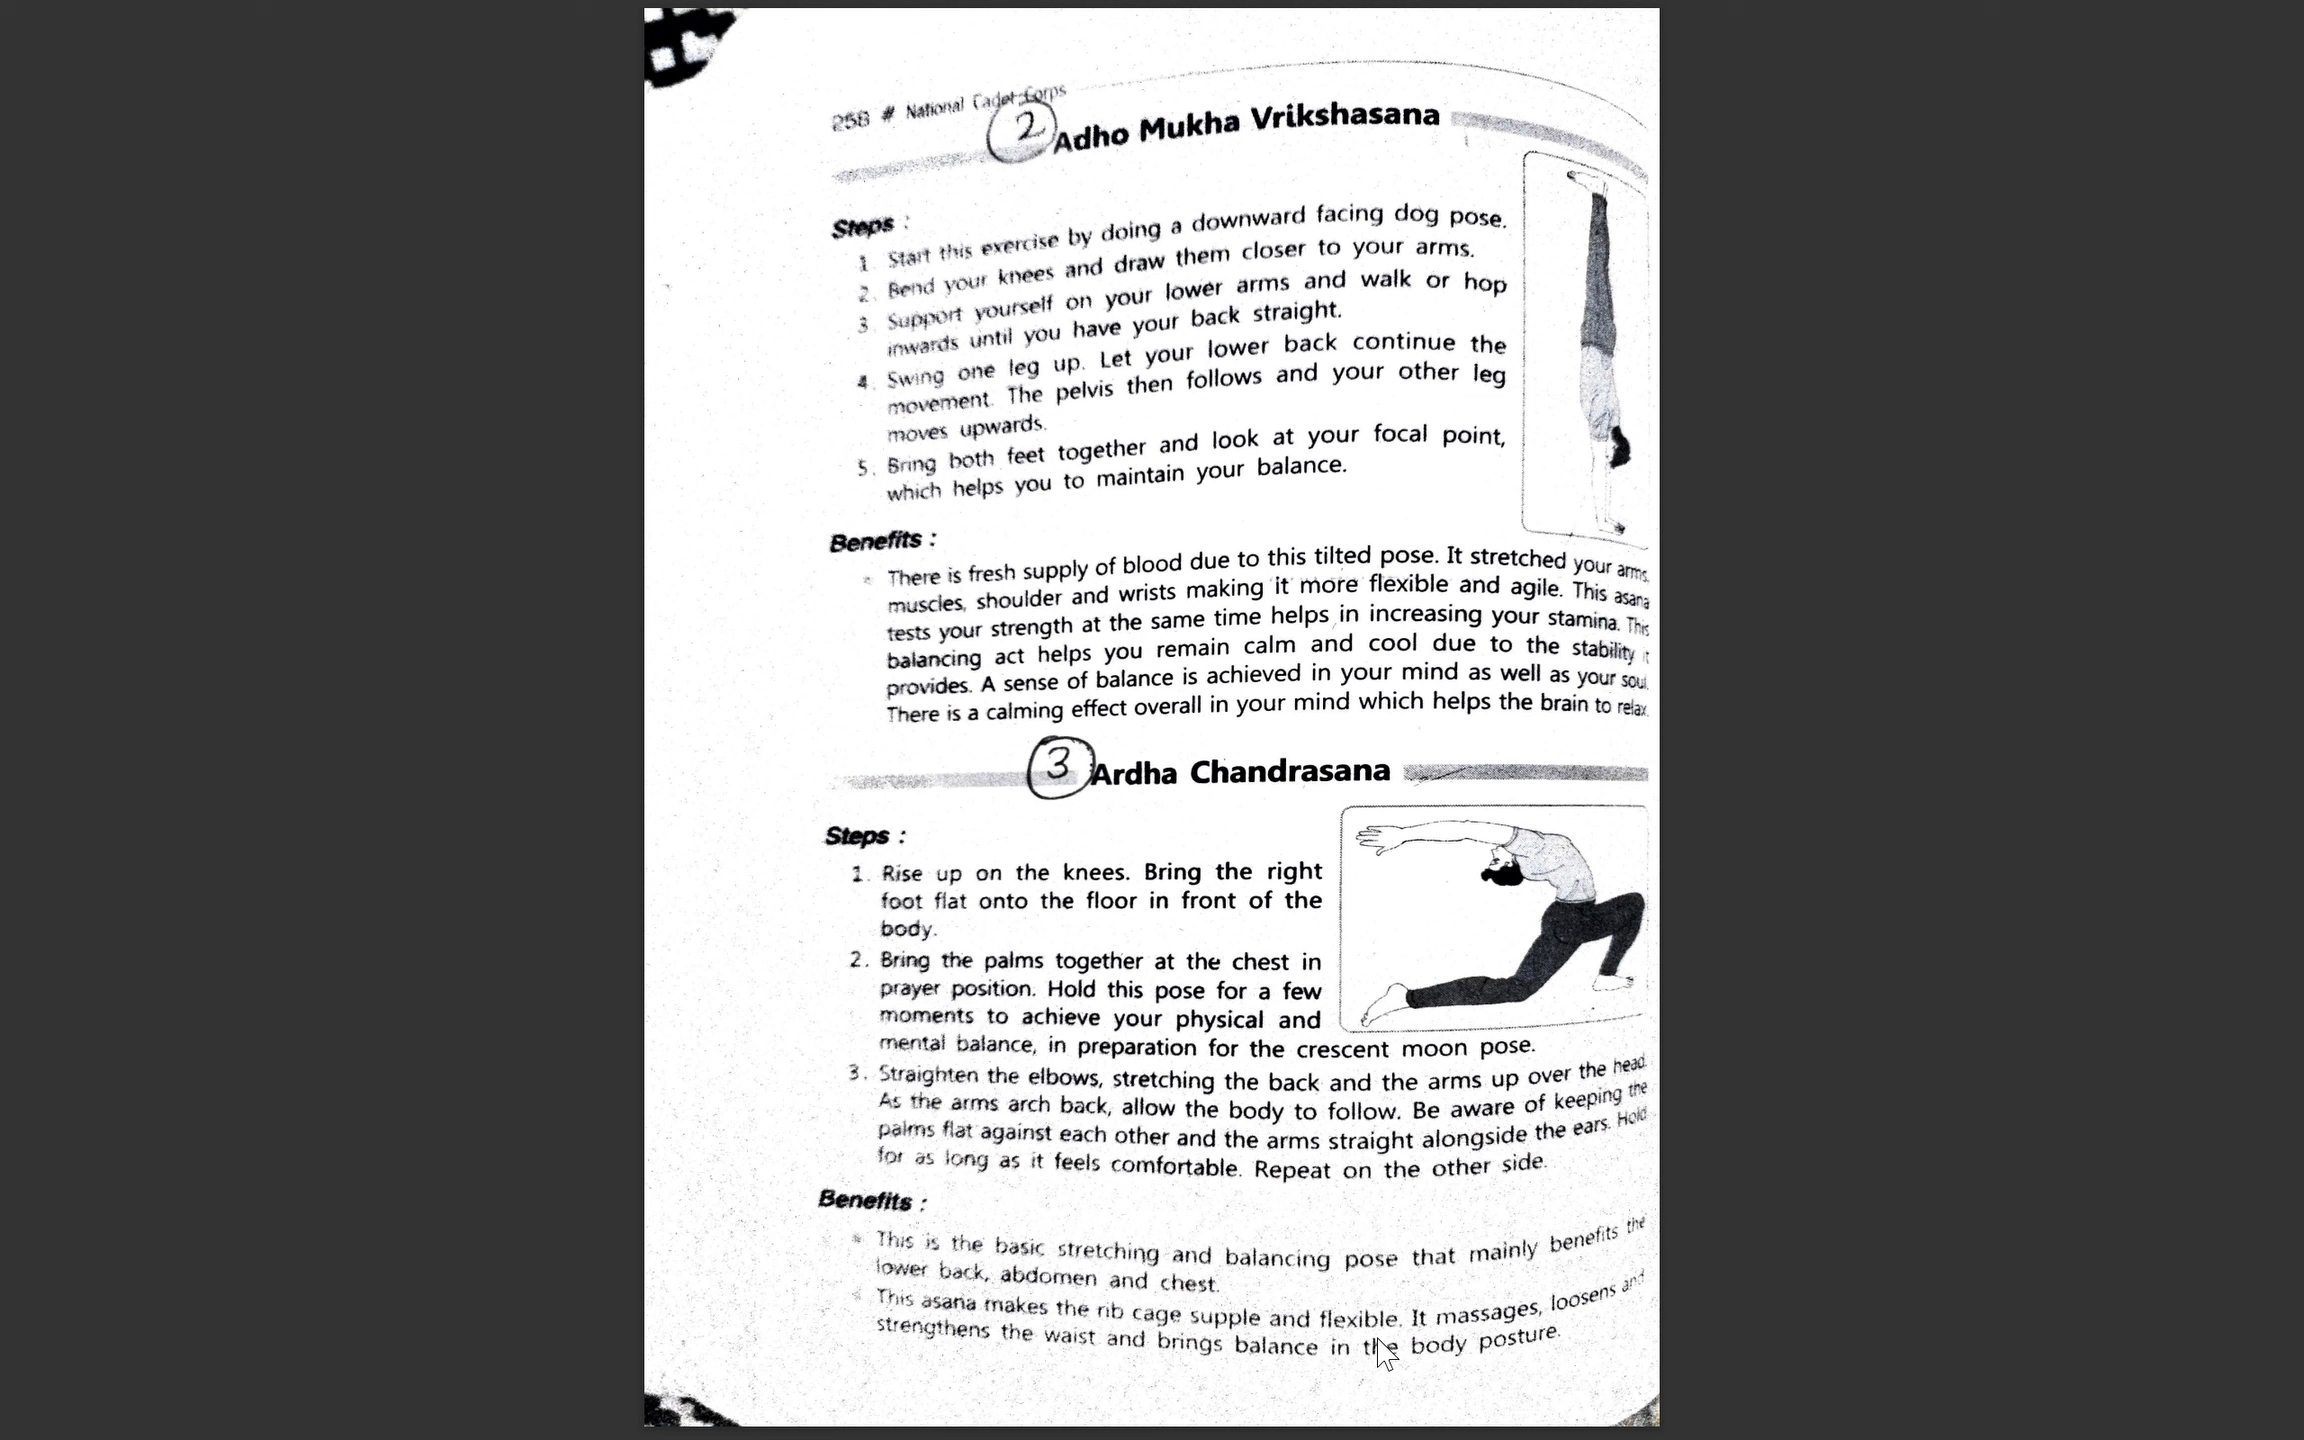 258 # National Cadet Corps
2
Adho Mukha Vrikshasana
Steps :
1. Start this exercise by doing a downward facing dog pose.
2. Bend your knees and draw them closer to your arms.
3. Support yourself on your lower arms and walk or hop
inwards until you have your back straight.
4. Swing one leg up. Let your lower back continue the
movement. The pelvis then follows and your other leg
moves upwards.
5. Bring both feet together and look at your focal point,
which helps you to maintain your balance.
Benefits :
* There is fresh supply of blood due to this tilted pose. It stretched your arms,
muscles, shoulder and wrists making it more flexible and agile. This asana
tests your strength at the same time helps in increasing your stamina. This
balancing act helps you remain calm and cool due to the stability it
provides. A sense of balance is achieved in your mind as well as your soul.
There is a calming effect overall in your mind which helps the brain to relax.
3
Ardha Chandrasana
Steps :
1. Rise up on the knees. Bring the right
foot flat onto the floor in front of the
body.
2. Bring the palms together at the chest in
prayer position. Hold this pose for a few
moments to achieve your physical and
mental balance, in preparation for the crescent moon pose.
3. Straighten the elbows, stretching the back and the arms up over the head.
As the arms arch back, allow the body to follow. Be aware of keeping the
palms flat against each other and the arms straight alongside the ears. Hold
for as long as it feels comfortable. Repeat on the other side.
Benefits :
* This is the basic stretching and balancing pose that mainly benefits the
lower back, abdomen and chest.
* This asana makes the rib cage supple and flexible. It massages, loosens and
strengthens the waist and brings balance in the body posture.